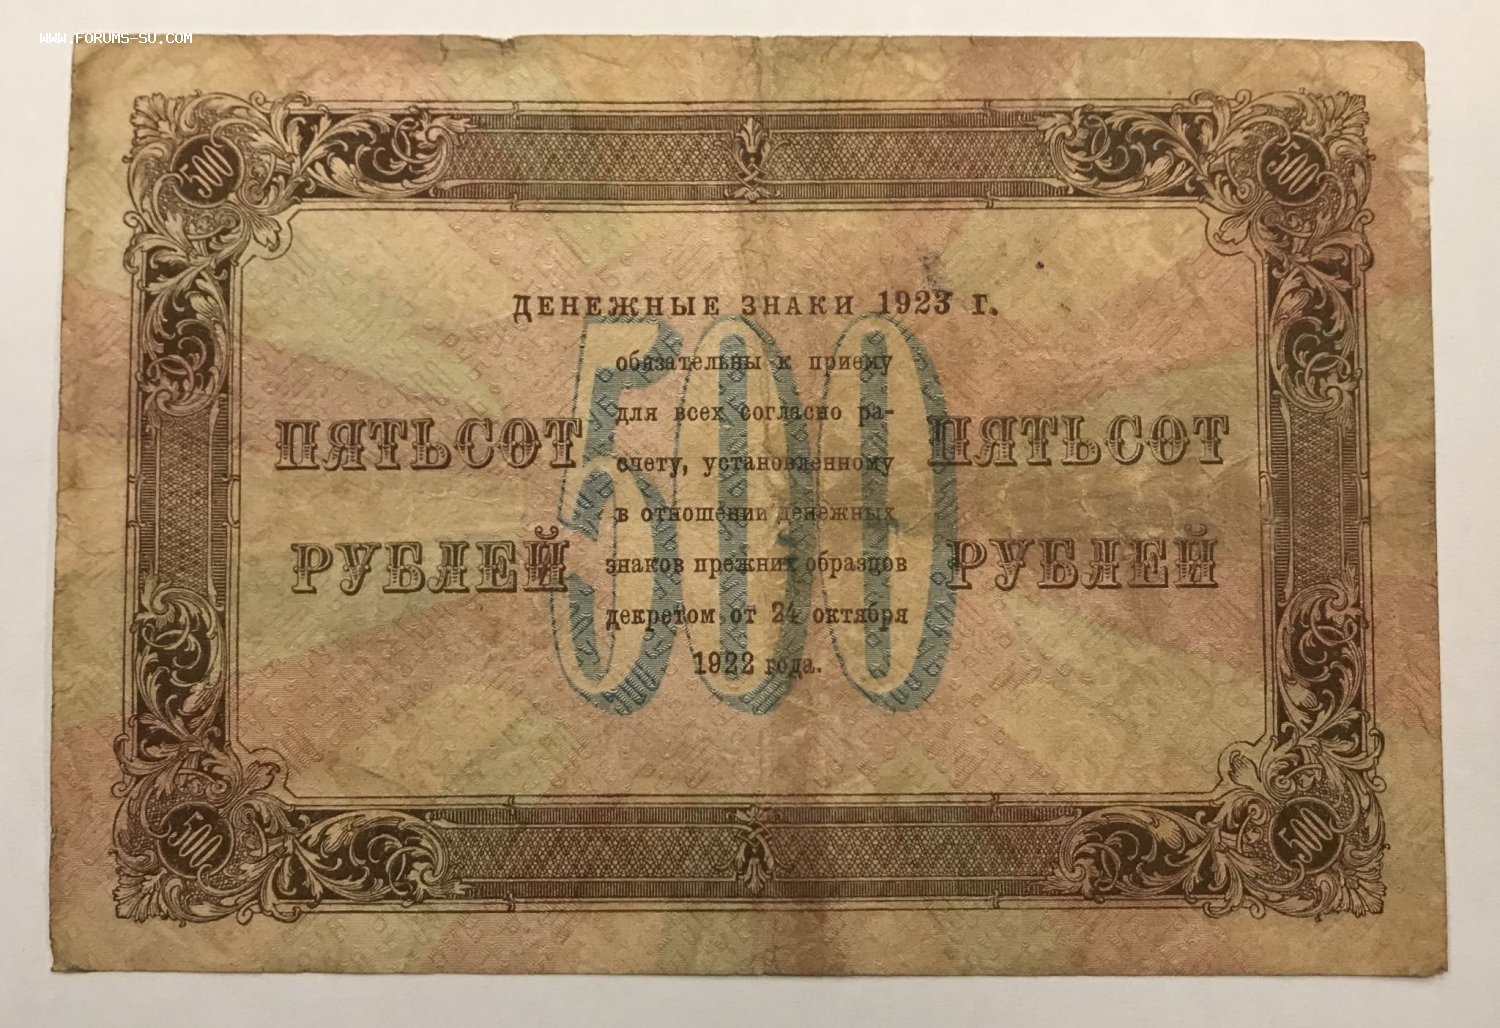 WWW.FORUMS-SU.COM
500 500
ДЕНЕЖНЫЕ ЗНАКИ 1923 Г.
500
обязательны к приему
для всех согласно ра-
счету, установленному
в отношении денежных
знаков прежних образцов
декретом от 24 октября
1922 года.
ПЯТЬСОТ
РУБЛЕЙ
ПЯТЬСОТ
РУБЛЕЙ
500 500